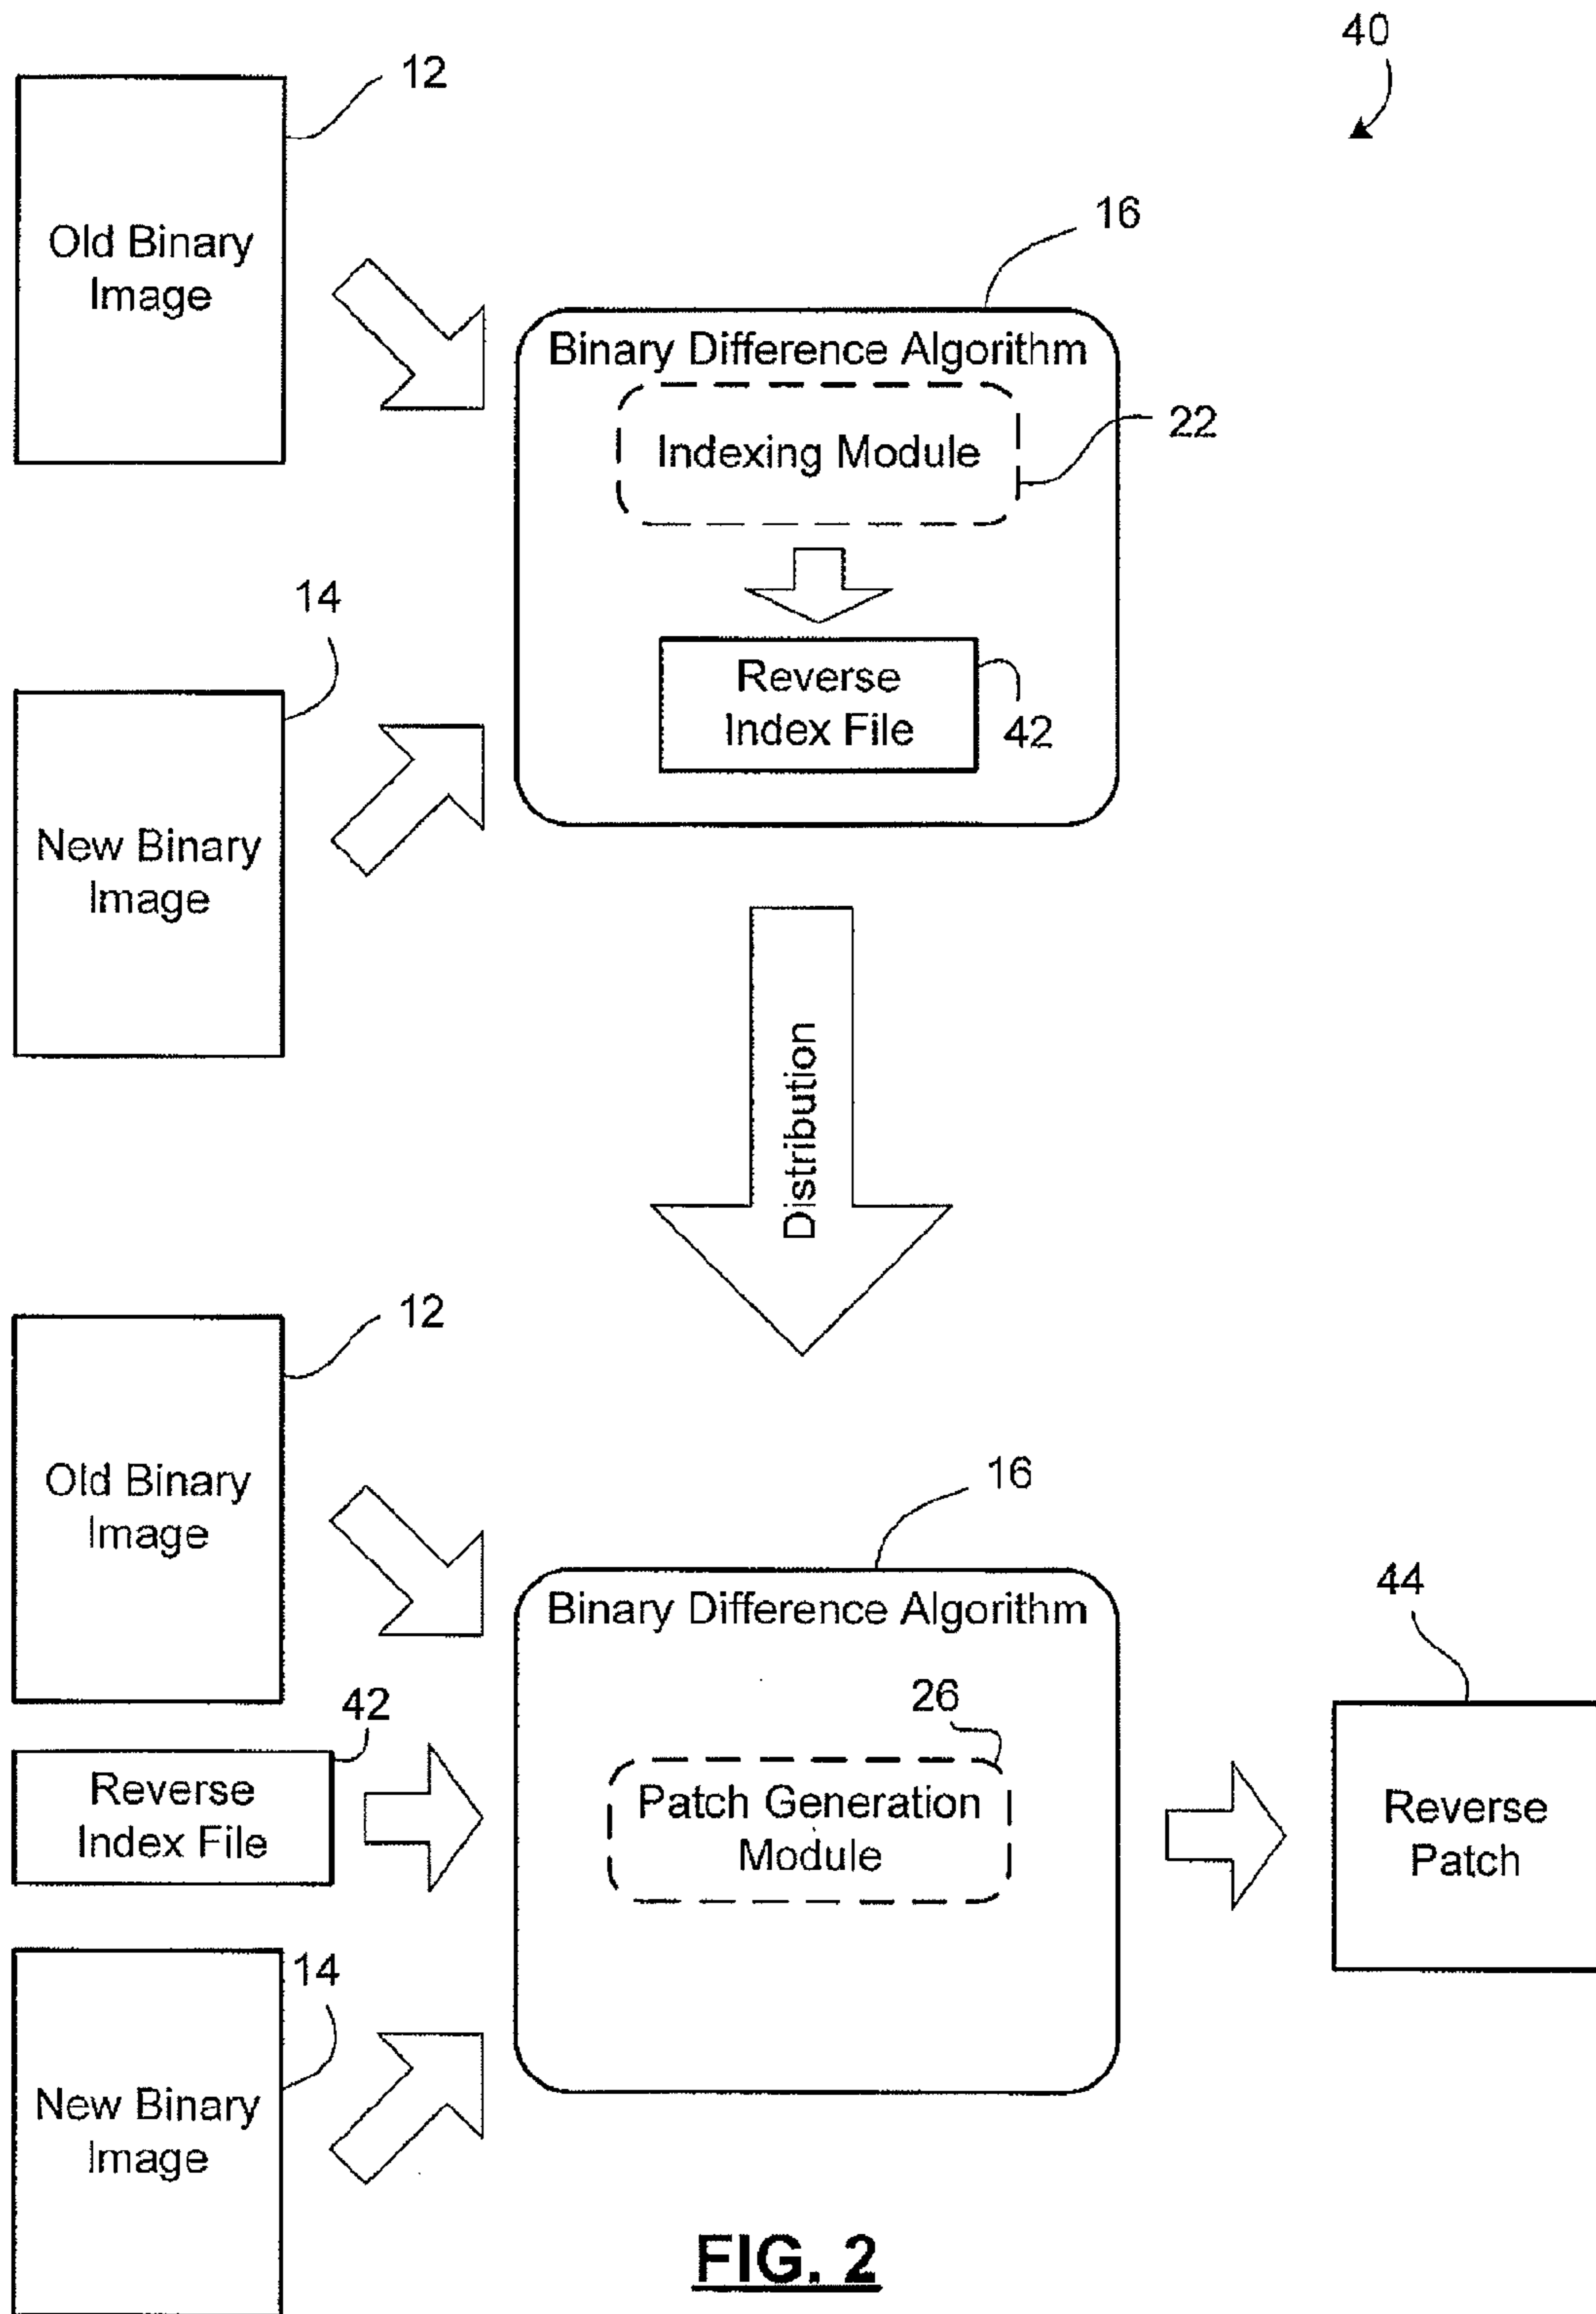 40
12
Old Binary
Image
16
Binary Difference Algorithm
Indexing Module
22
14
Reverse
Index File
42
New Binary
Image
Distribution
12
Old Binary
Image
16
Binary Difference Algorithm
44
42
26
Reverse
Index File
Patch Generation
Module
Reverse
Patch
14
New Binary
Image
FIG. 2